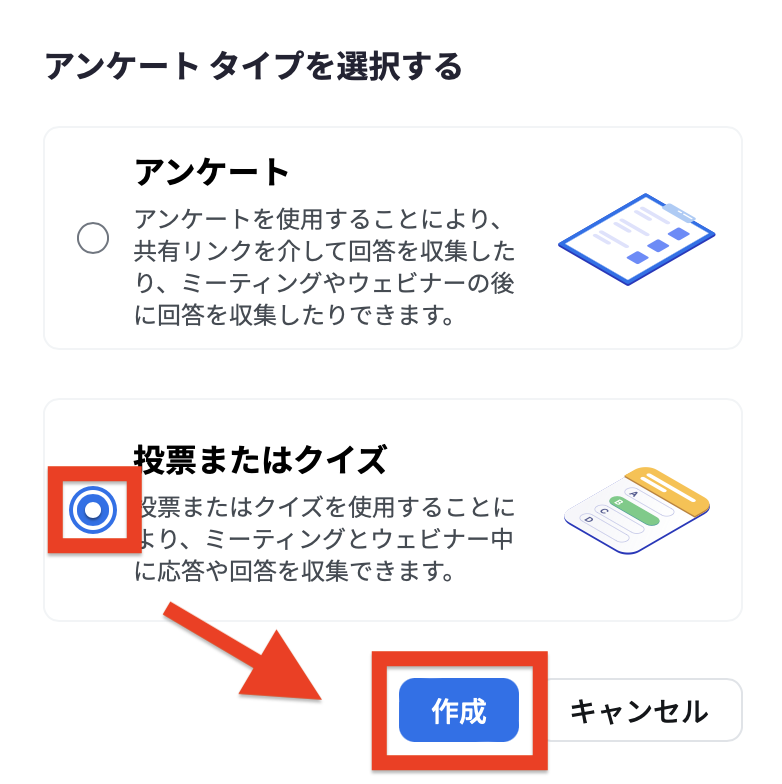 アンケート タイプを選択する
アンケート
アンケートを使用することにより、
共有リンクを介して回答を収集した
り、ミーティングやウェビナーの後
に回答を収集したりできます。
投票またはクイズ
投票またはクイズを使用することに
より、ミーティングとウェビナー中
に応答や回答を収集できます。
A
B
C
D
作成
キャンセル